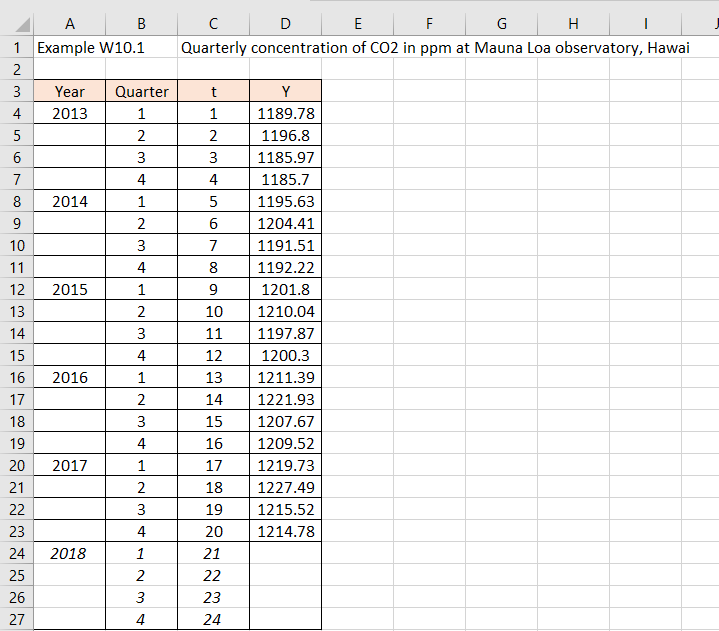 A B C D E F G H I J
1 Example W10.1 Quarterly concentration of CO2 in ppm at Mauna Loa observatory, Hawai
2
3 Year Quarter t Y
4 2013 1 1 1189.78
5 2 2 1196.8
6 3 3 1185.97
7 4 4 1185.7
8 2014 1 5 1195.63
9 2 6 1204.41
10 3 7 1191.51
11 4 8 1192.22
12 2015 1 9 1201.8
13 2 10 1210.04
14 3 11 1197.87
15 4 12 1200.3
16 2016 1 13 1211.39
17 2 14 1221.93
18 3 15 1207.67
19 4 16 1209.52
20 2017 1 17 1219.73
21 2 18 1227.49
22 3 19 1215.52
23 4 20 1214.78
24 2018 1 21
25 2 22
26 3 23
27 4 24